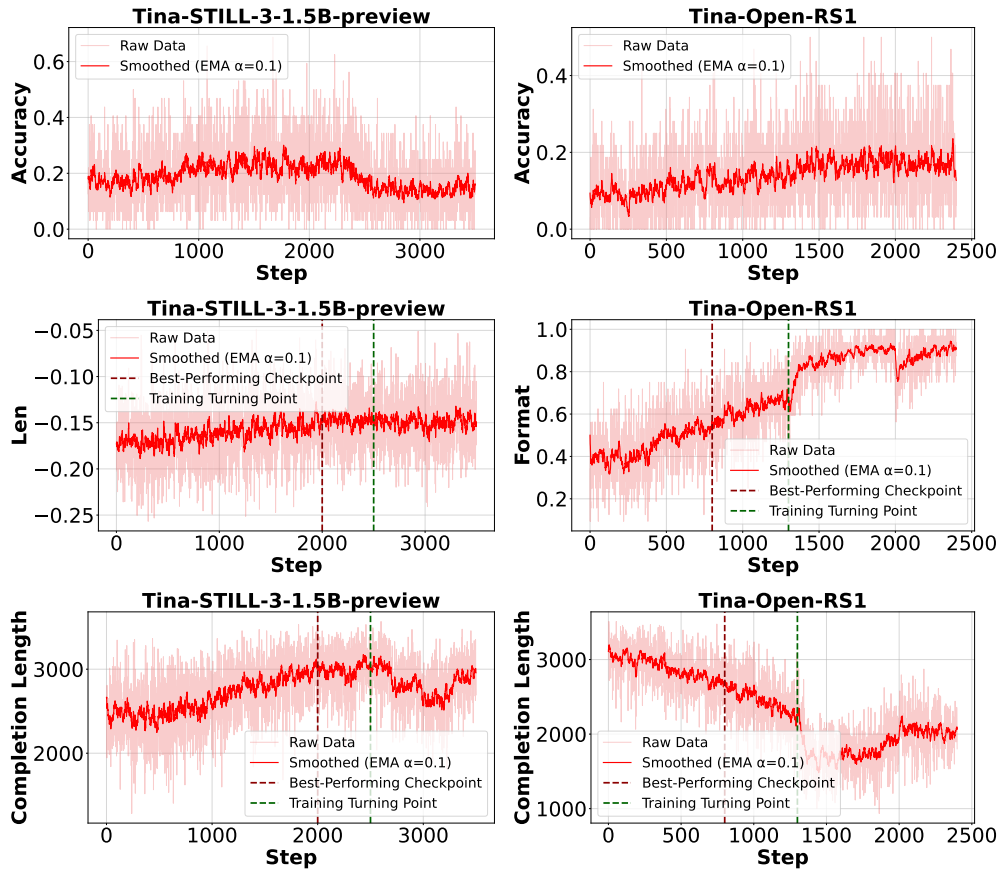 Tina-STILL-3-1.5B-preview
Accuracy
0.6
0.4
0.2
0.0
Raw Data
Smoothed (EMA α=0.1)
0 1000 2000 3000
Step
Tina-Open-RS1
Accuracy
0.4
0.2
0.0
Raw Data
Smoothed (EMA α=0.1)
0 500 1000 1500 2000 2500
Step
Tina-STILL-3-1.5B-preview
Len
−0.05
−0.10
−0.15
−0.20
−0.25
Raw Data
Smoothed (EMA α=0.1)
Best-Performing Checkpoint
Training Turning Point
0 1000 2000 3000
Step
Tina-Open-RS1
Format
1.0
0.8
0.6
0.4
0.2
Raw Data
Smoothed (EMA α=0.1)
Best-Performing Checkpoint
Training Turning Point
0 500 1000 1500 2000 2500
Step
Tina-STILL-3-1.5B-preview
Completion Length
3000
2000
Raw Data
Smoothed (EMA α=0.1)
Best-Performing Checkpoint
Training Turning Point
0 1000 2000 3000
Step
Tina-Open-RS1
Completion Length
3000
2000
1000
Raw Data
Smoothed (EMA α=0.1)
Best-Performing Checkpoint
Training Turning Point
0 500 1000 1500 2000 2500
Step